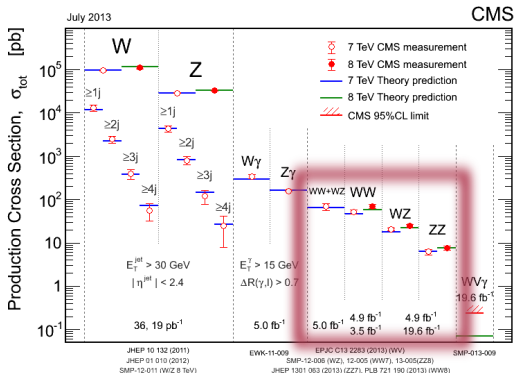 July 2013
CMS
Production Cross Section, σtot [pb]
10^5
10^4
10^3
10^2
10
1
10^-1
W
≥1j
≥2j
≥3j
≥4j
Z
≥1j
≥2j
≥3j
≥4j
7 TeV CMS measurement
8 TeV CMS measurement
7 TeV Theory prediction
8 TeV Theory prediction
CMS 95%CL limit
Wγ
Zγ
WW+WZ
WW
WZ
ZZ
WVγ
19.6 fb^-1
E_T^jet > 30 GeV
| η^jet | < 2.4
E_T^γ > 15 GeV
ΔR(γ,l) > 0.7
36, 19 pb^-1
5.0 fb^-1
5.0 fb^-1
4.9 fb^-1
3.5 fb^-1
4.9 fb^-1
19.6 fb^-1
JHEP 10 132 (2011)
JHEP 01 010 (2012)
SMP-12-011 (W/Z 8 TeV)
EWK-11-009
EPJC C13 2283 (2013) (WV)
SMP-12-006 (WZ), 12-005 (WW7), 13-005(ZZ8)
JHEP 1301 063 (2013) (ZZ7), PLB 721 190 (2013) (WW8)
SMP-013-009